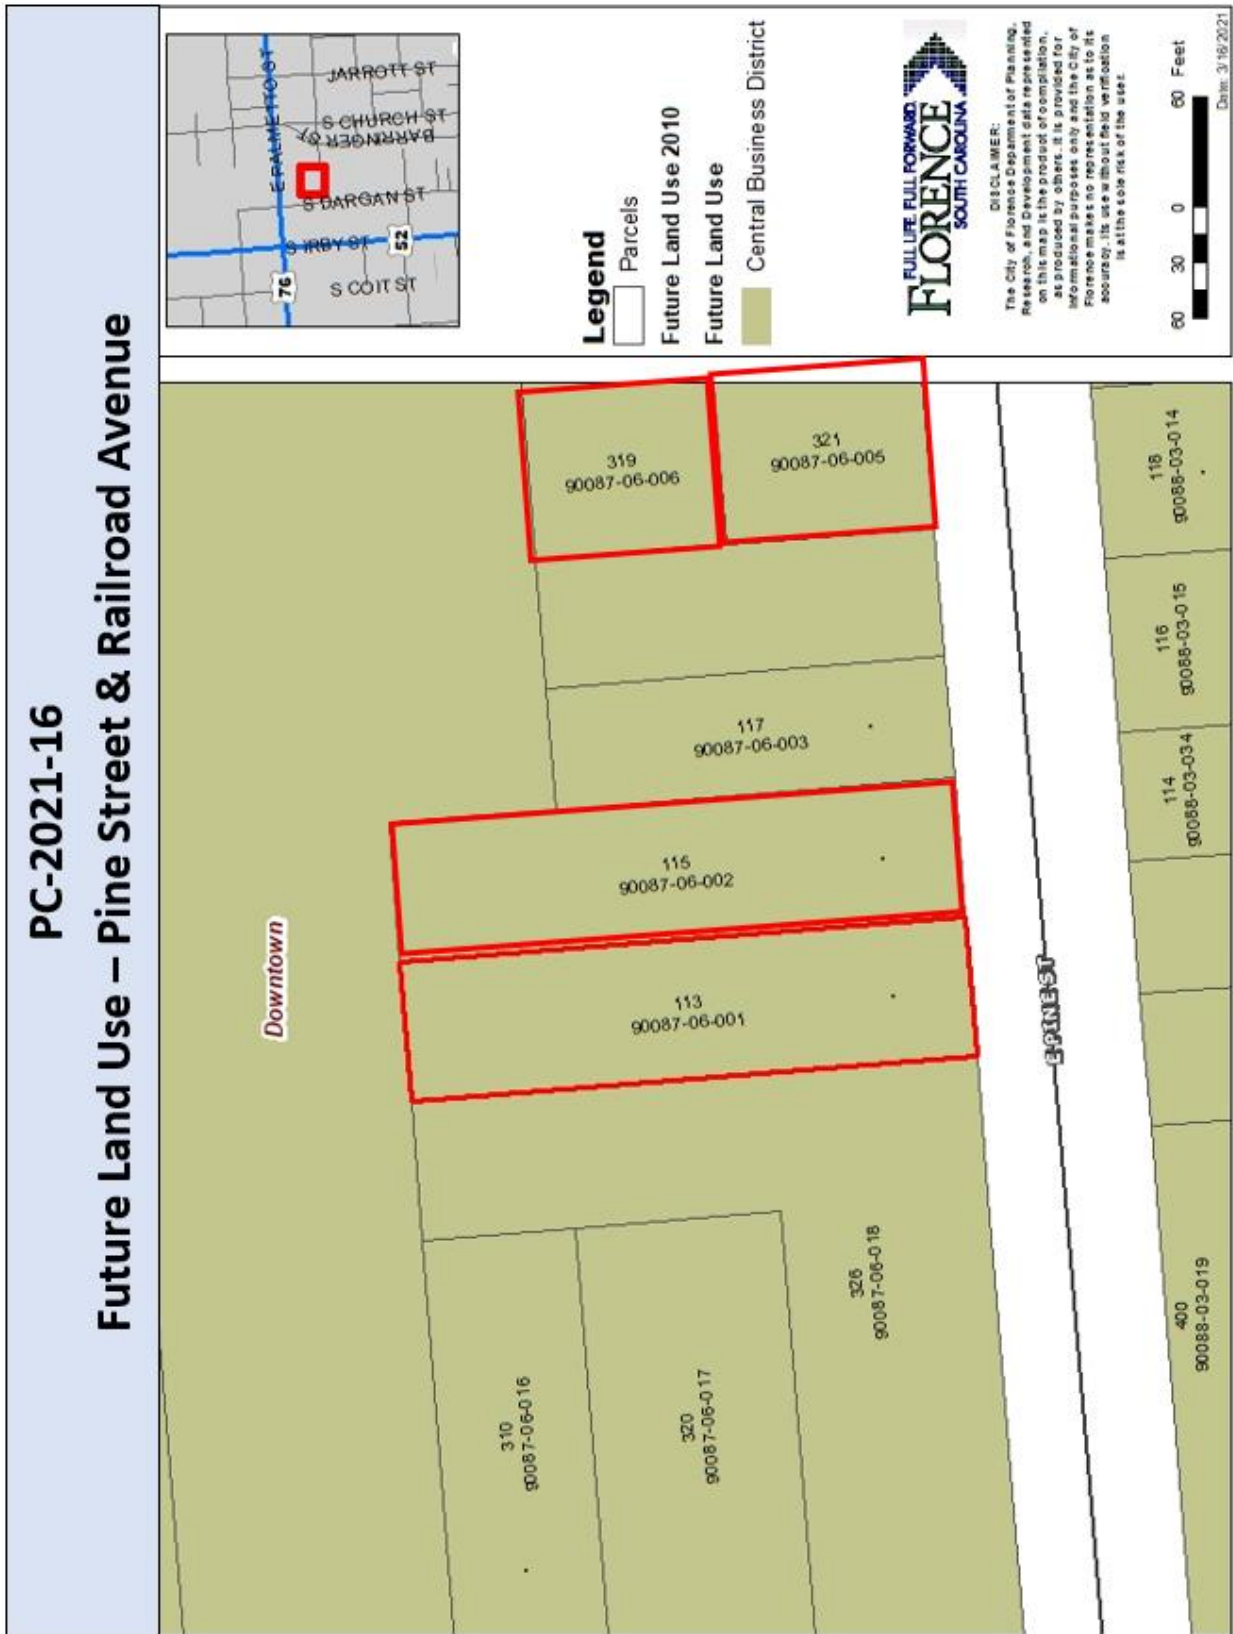 PC-2021-16
Future Land Use – Pine Street & Railroad Avenue
Downtown
310
90087-06-016
320
90087-06-017
326
90087-06-018
113
90087-06-001
115
90087-06-002
117
90087-06-003
319
90087-06-006
321
90087-06-005
E PINE ST
400
90088-03-019
114
90088-03-034
116
90088-03-015
118
90088-03-014
E PALMETTO ST
JARROTT ST
S CHURCH ST
BARRINGER ST
S DARGAN ST
S IRBY ST
52
76
S COIT ST
Legend
Parcels
Future Land Use 2010
Future Land Use
Central Business District
FULL LIFE. FULL FORWARD.
FLORENCE
SOUTH CAROLINA
DISCLAIMER:
The City of Florence Department of Planning,
Research, and Development data represented
on this map is the product of compilation,
as produced by others. It is provided for
informational purposes only and the City of
Florence makes no representation as to its
accuracy. Its use without field verification
is at the sole risk of the user.
60 30 0 60 Feet
Date: 3/16/2021